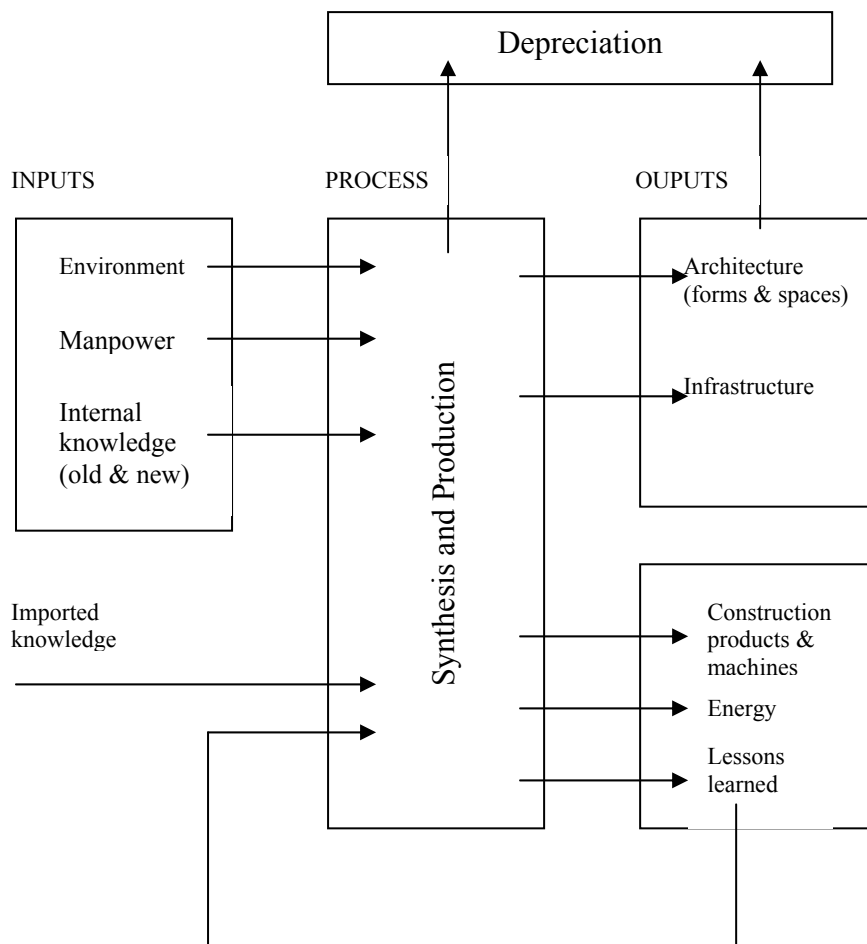 Depreciation
INPUTS
PROCESS
OUPUTS
Environment
Manpower
Internal
knowledge
(old & new)
Imported
knowledge
Synthesis and Production
Architecture
(forms & spaces)
Infrastructure
Construction
products &
machines
Energy
Lessons
learned